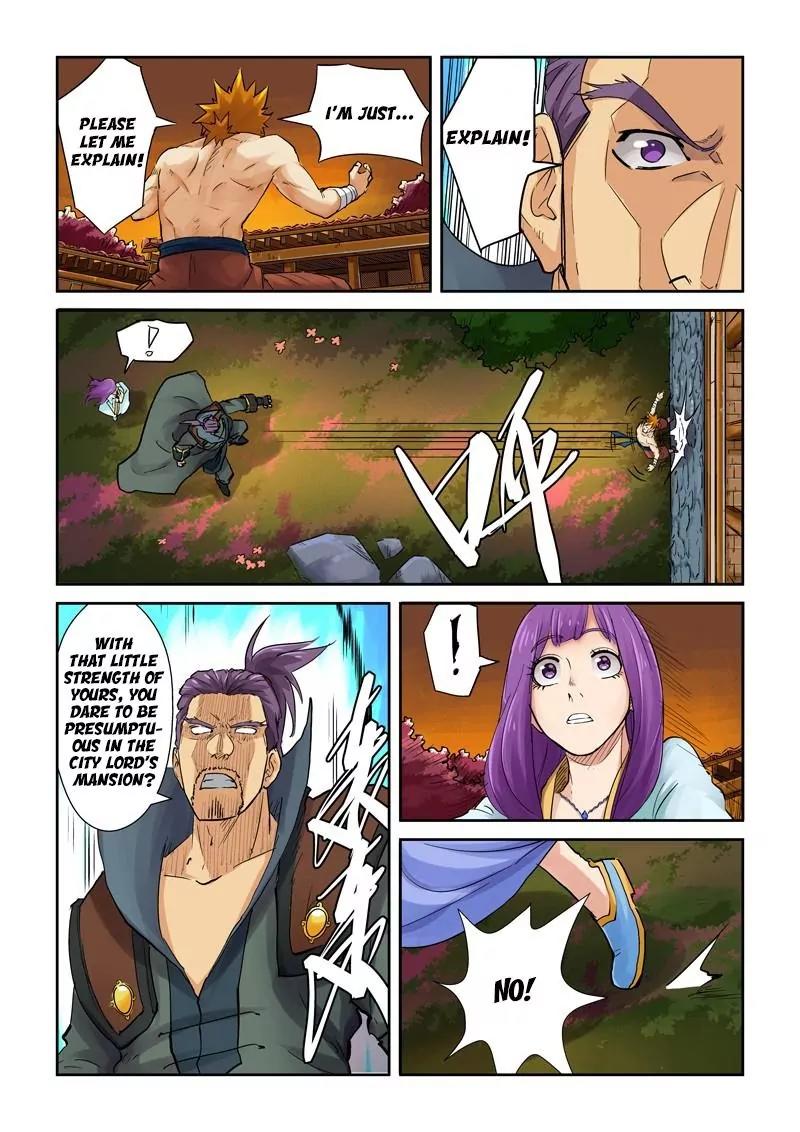 PLEASE
LET ME
EXPLAIN!
I'M JUST...
EXPLAIN!
!
呯
WITH
THAT LITTLE
STRENGTH OF
YOURS, YOU
DARE TO BE
PRESUMPTU-
OUS IN THE
CITY LORD'S
MANSION?
!
NO!